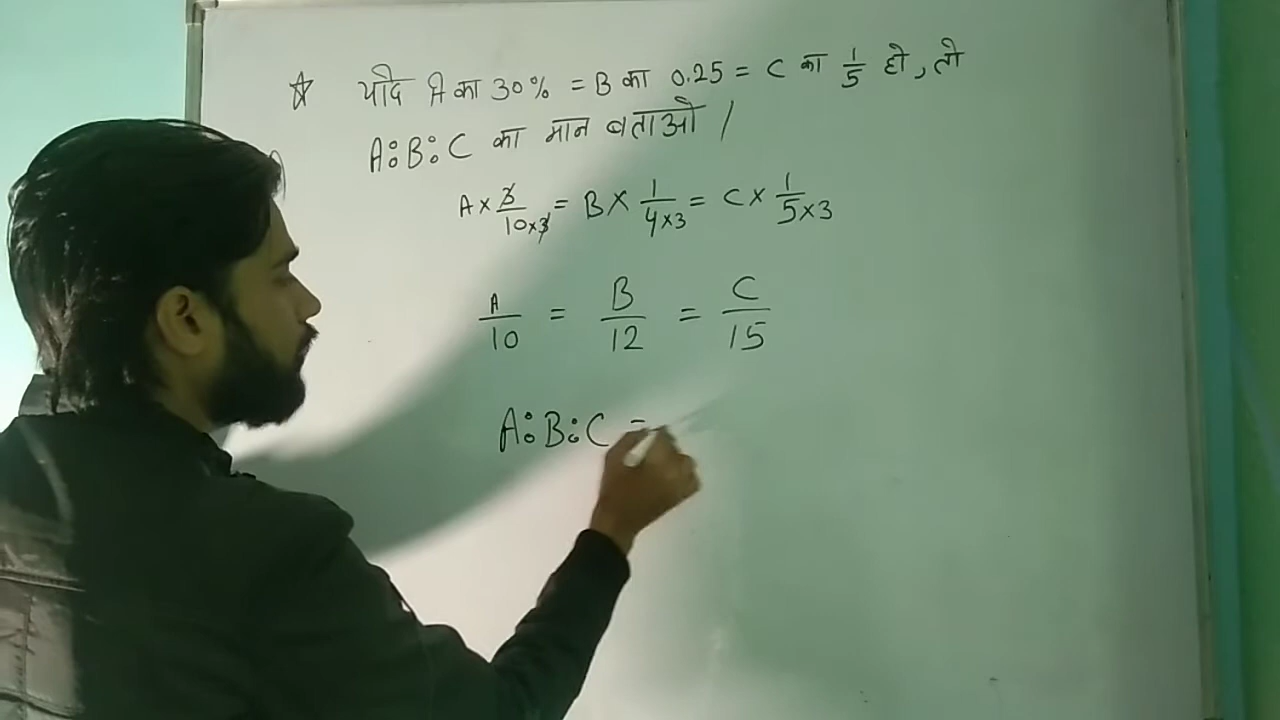 ☆ यदि A का 30% = B का 0.25 = C का 1/5 हो, तो
A:B:C का मान बताओ /
A × 3/10×3 = B × 1/4×3 = C × 1/5×3
A/10 = B/12 = C/15
A:B:C =